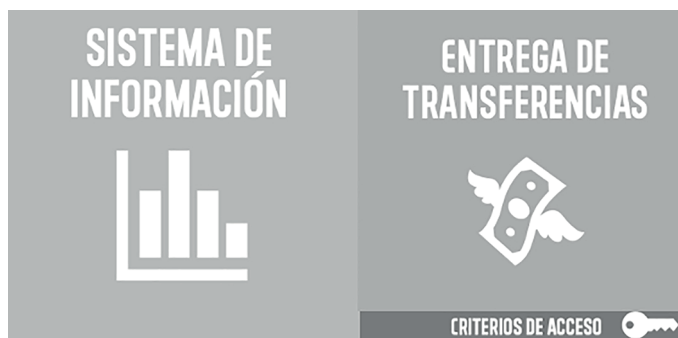 SISTEMA DE
INFORMACIÓN
ENTREGA DE
TRANSFERENCIAS
CRITERIOS DE ACCESO